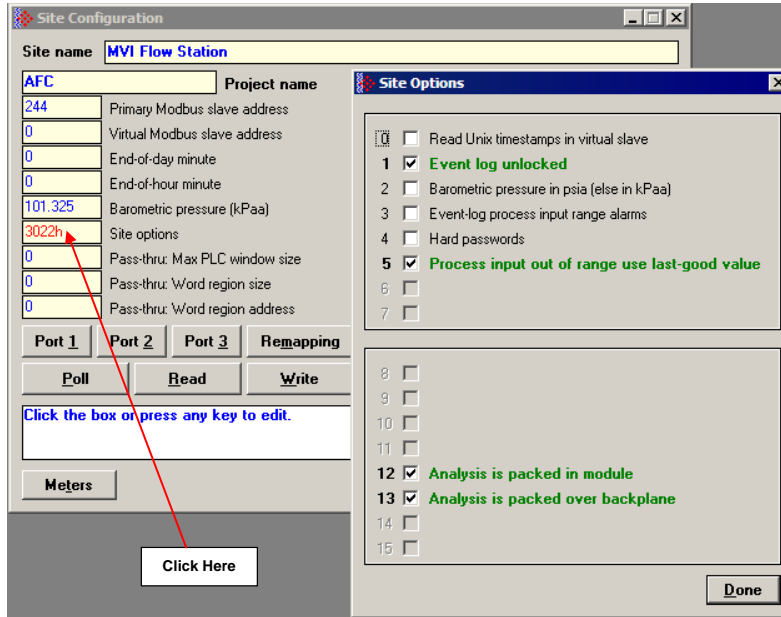 Site Configuration
Site name MVI Flow Station
AFC Project name
244 Primary Modbus slave address
0 Virtual Modbus slave address
0 End-of-day minute
0 End-of-hour minute
101.325 Barometric pressure (kPaa)
3022h Site options
0 Pass-thru: Max PLC window size
0 Pass-thru: Word region size
0 Pass-thru: Word region address
Port 1 Port 2 Port 3 Remapping
Poll Read Write
Click the box or press any key to edit.
Meters
Click Here
Site Options
0 Read Unix timestamps in virtual slave
1 Event log unlocked
2 Barometric pressure in psia (else in kPaa)
3 Event-log process input range alarms
4 Hard passwords
5 Process input out of range use last-good value
6
7
8
9
10
11
12 Analysis is packed in module
13 Analysis is packed over backplane
14
15
Done